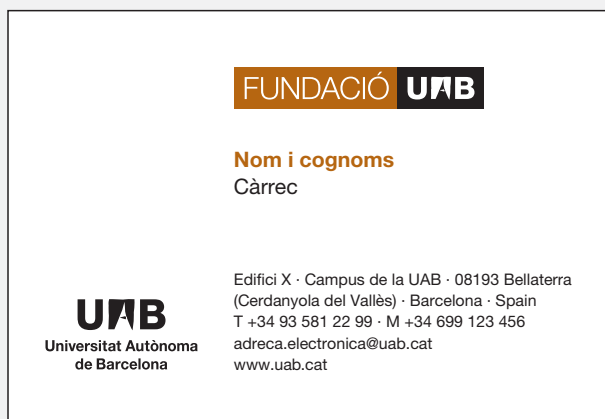 FUNDACIÓ UAB
Nom i cognoms
Càrrec
Edifici X · Campus de la UAB · 08193 Bellaterra
(Cerdanyola del Vallès) · Barcelona · Spain
T +34 93 581 22 99 · M +34 699 123 456
adreca.electronica@uab.cat
www.uab.cat
UAB
Universitat Autònoma
de Barcelona